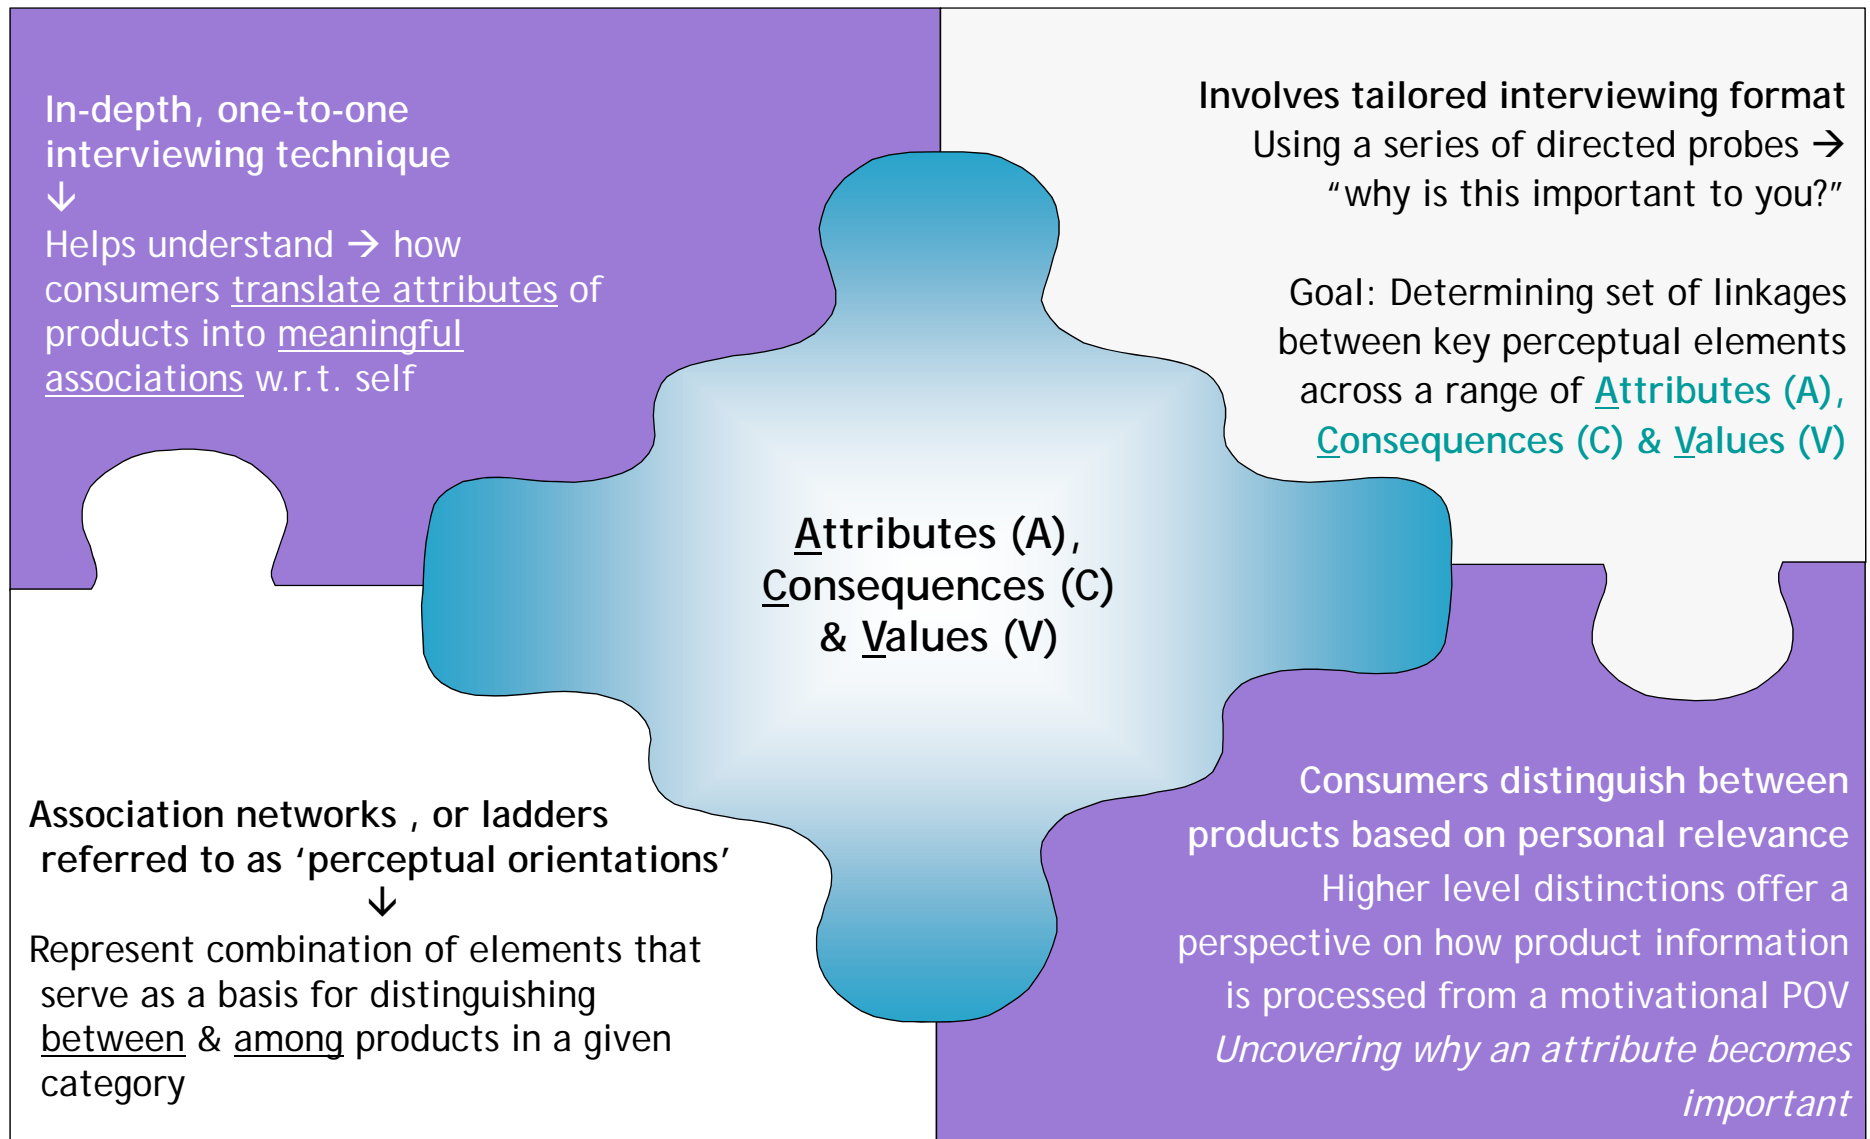 In-depth, one-to-one
interviewing technique
↓
Helps understand → how
consumers translate attributes of
products into meaningful
associations w.r.t. self
Involves tailored interviewing format
Using a series of directed probes →
“why is this important to you?”
Goal: Determining set of linkages
between key perceptual elements
across a range of Attributes (A),
Consequences (C) & Values (V)
Attributes (A),
Consequences (C)
& Values (V)
Association networks , or ladders
referred to as ‘perceptual orientations’
↓
Represent combination of elements that
serve as a basis for distinguishing
between & among products in a given
category
Consumers distinguish between
products based on personal relevance
Higher level distinctions offer a
perspective on how product information
is processed from a motivational POV
Uncovering why an attribute becomes
important